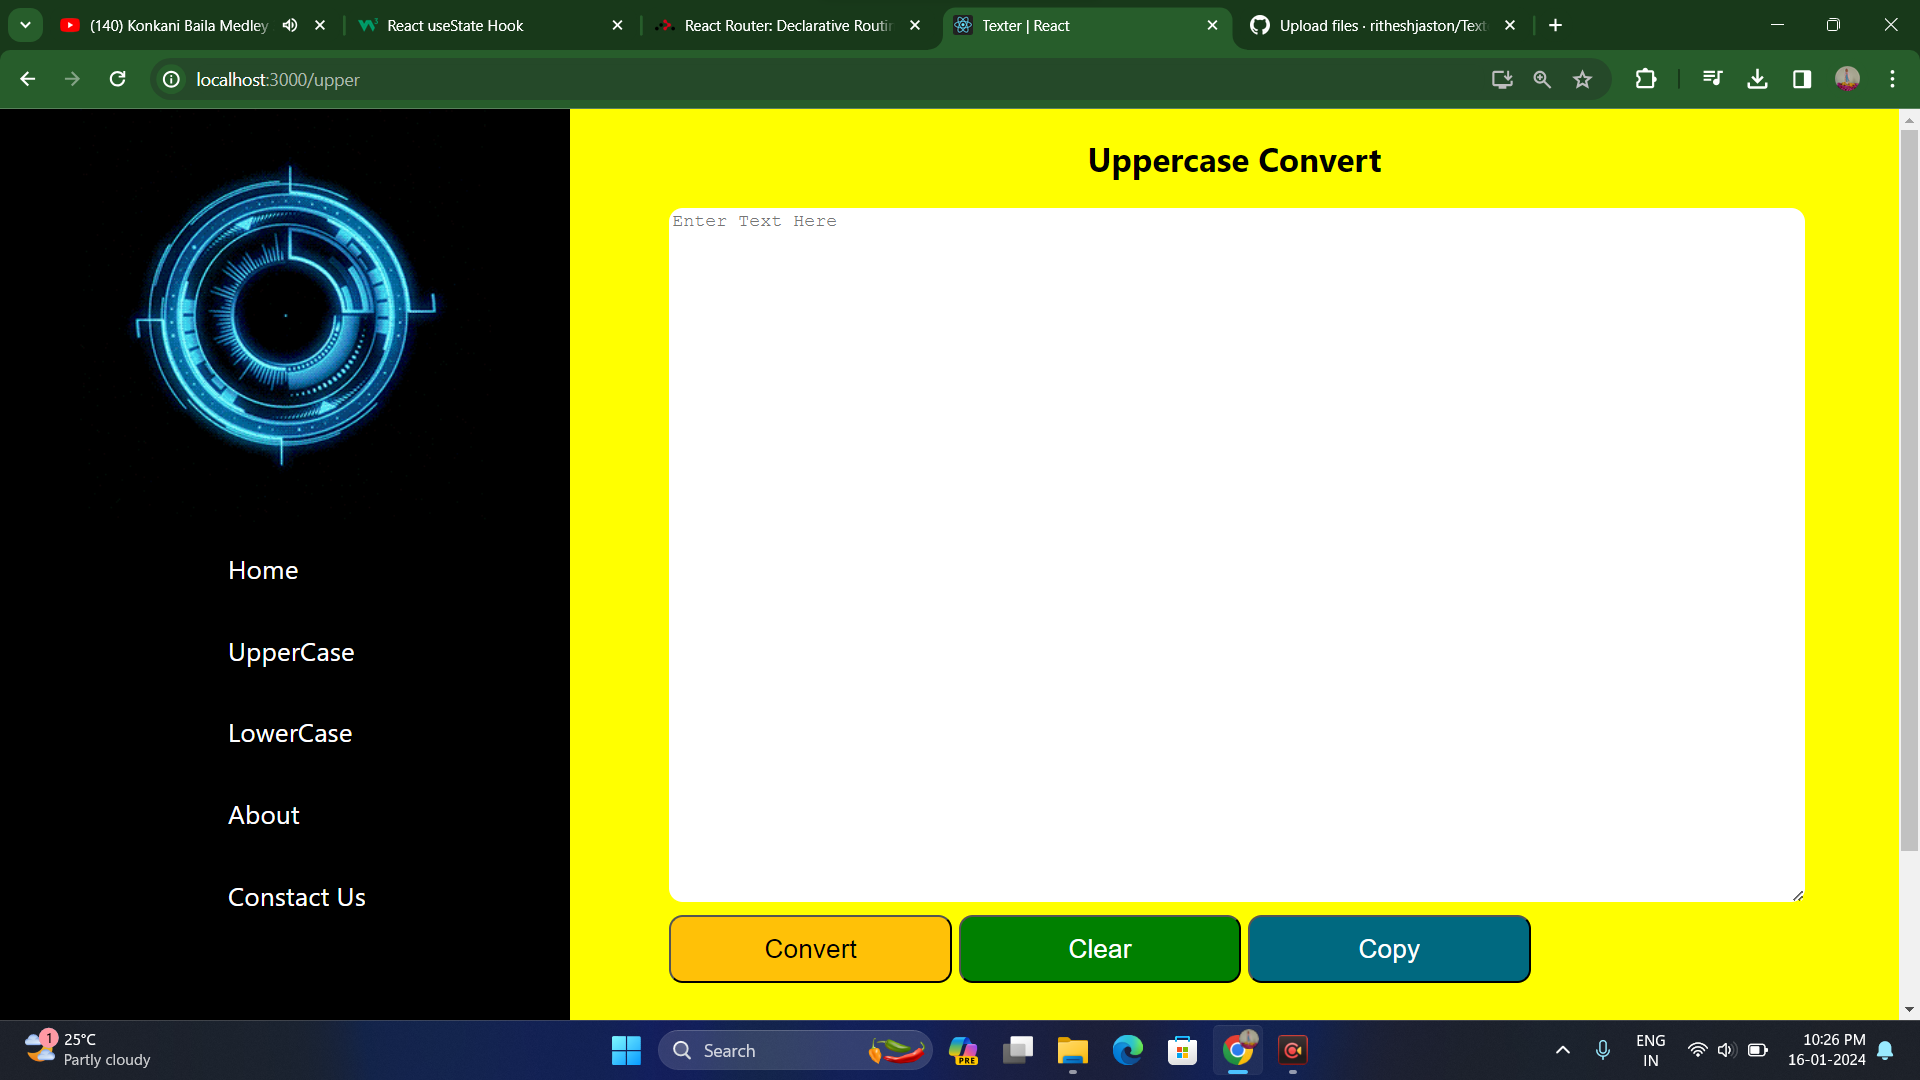 (140) Konkani Baila Medley
React useState Hook
React Router: Declarative Routi
Texter | React
Upload files · ritheshjaston/Text
localhost:3000/upper
Uppercase Convert
Enter Text Here
Home
UpperCase
LowerCase
About
Constact Us
Convert
Clear
Copy
1
25°C
Partly cloudy
Search
PRE
ENG
IN
10:26 PM
16-01-2024